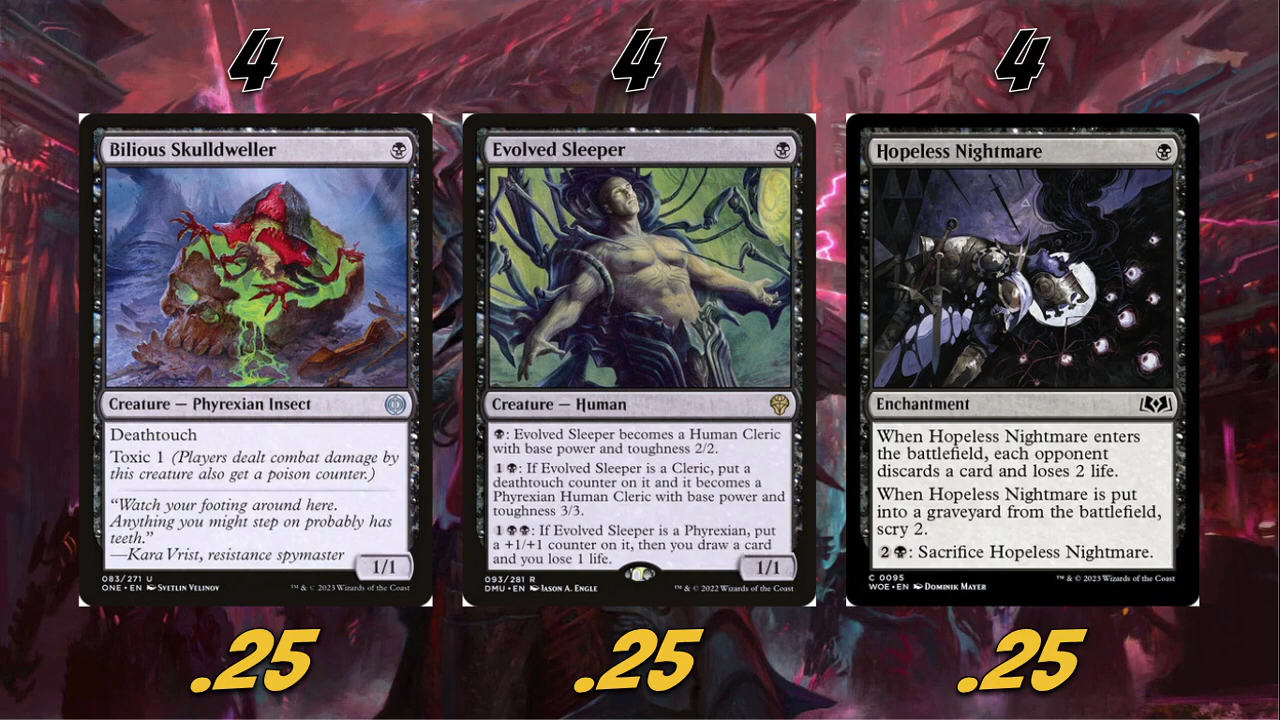 4
4
4
Bilious Skulldweller
Creature — Phyrexian Insect
Deathtouch
Toxic 1 (Players dealt combat damage by
this creature also get a poison counter.)
“Watch your footing around here.
Anything you might step on probably has
teeth.”
—Kara Vrist, resistance spymaster
1/1
083/271 U
ONE • EN Svetlin Velinov
™ & © 2023 Wizards of the Coast
Evolved Sleeper
Creature — Human
: Evolved Sleeper becomes a Human Cleric
with base power and toughness 2/2.
1 : If Evolved Sleeper is a Cleric, put a
deathtouch counter on it and it becomes a
Phyrexian Human Cleric with base power and
toughness 3/3.
1 : If Evolved Sleeper is a Phyrexian, put
a +1/+1 counter on it, then you draw a card
and you lose 1 life.
1/1
093/281 R
DMU • EN Jason A. Engle
™ & © 2022 Wizards of the Coast
Hopeless Nightmare
Enchantment
When Hopeless Nightmare enters
the battlefield, each opponent
discards a card and loses 2 life.
When Hopeless Nightmare is put
into a graveyard from the battlefield,
scry 2.
2 : Sacrifice Hopeless Nightmare.
C 0095
WOE • EN Dominik Mayer
™ & © 2023 Wizards of the Coast
.25
.25
.25